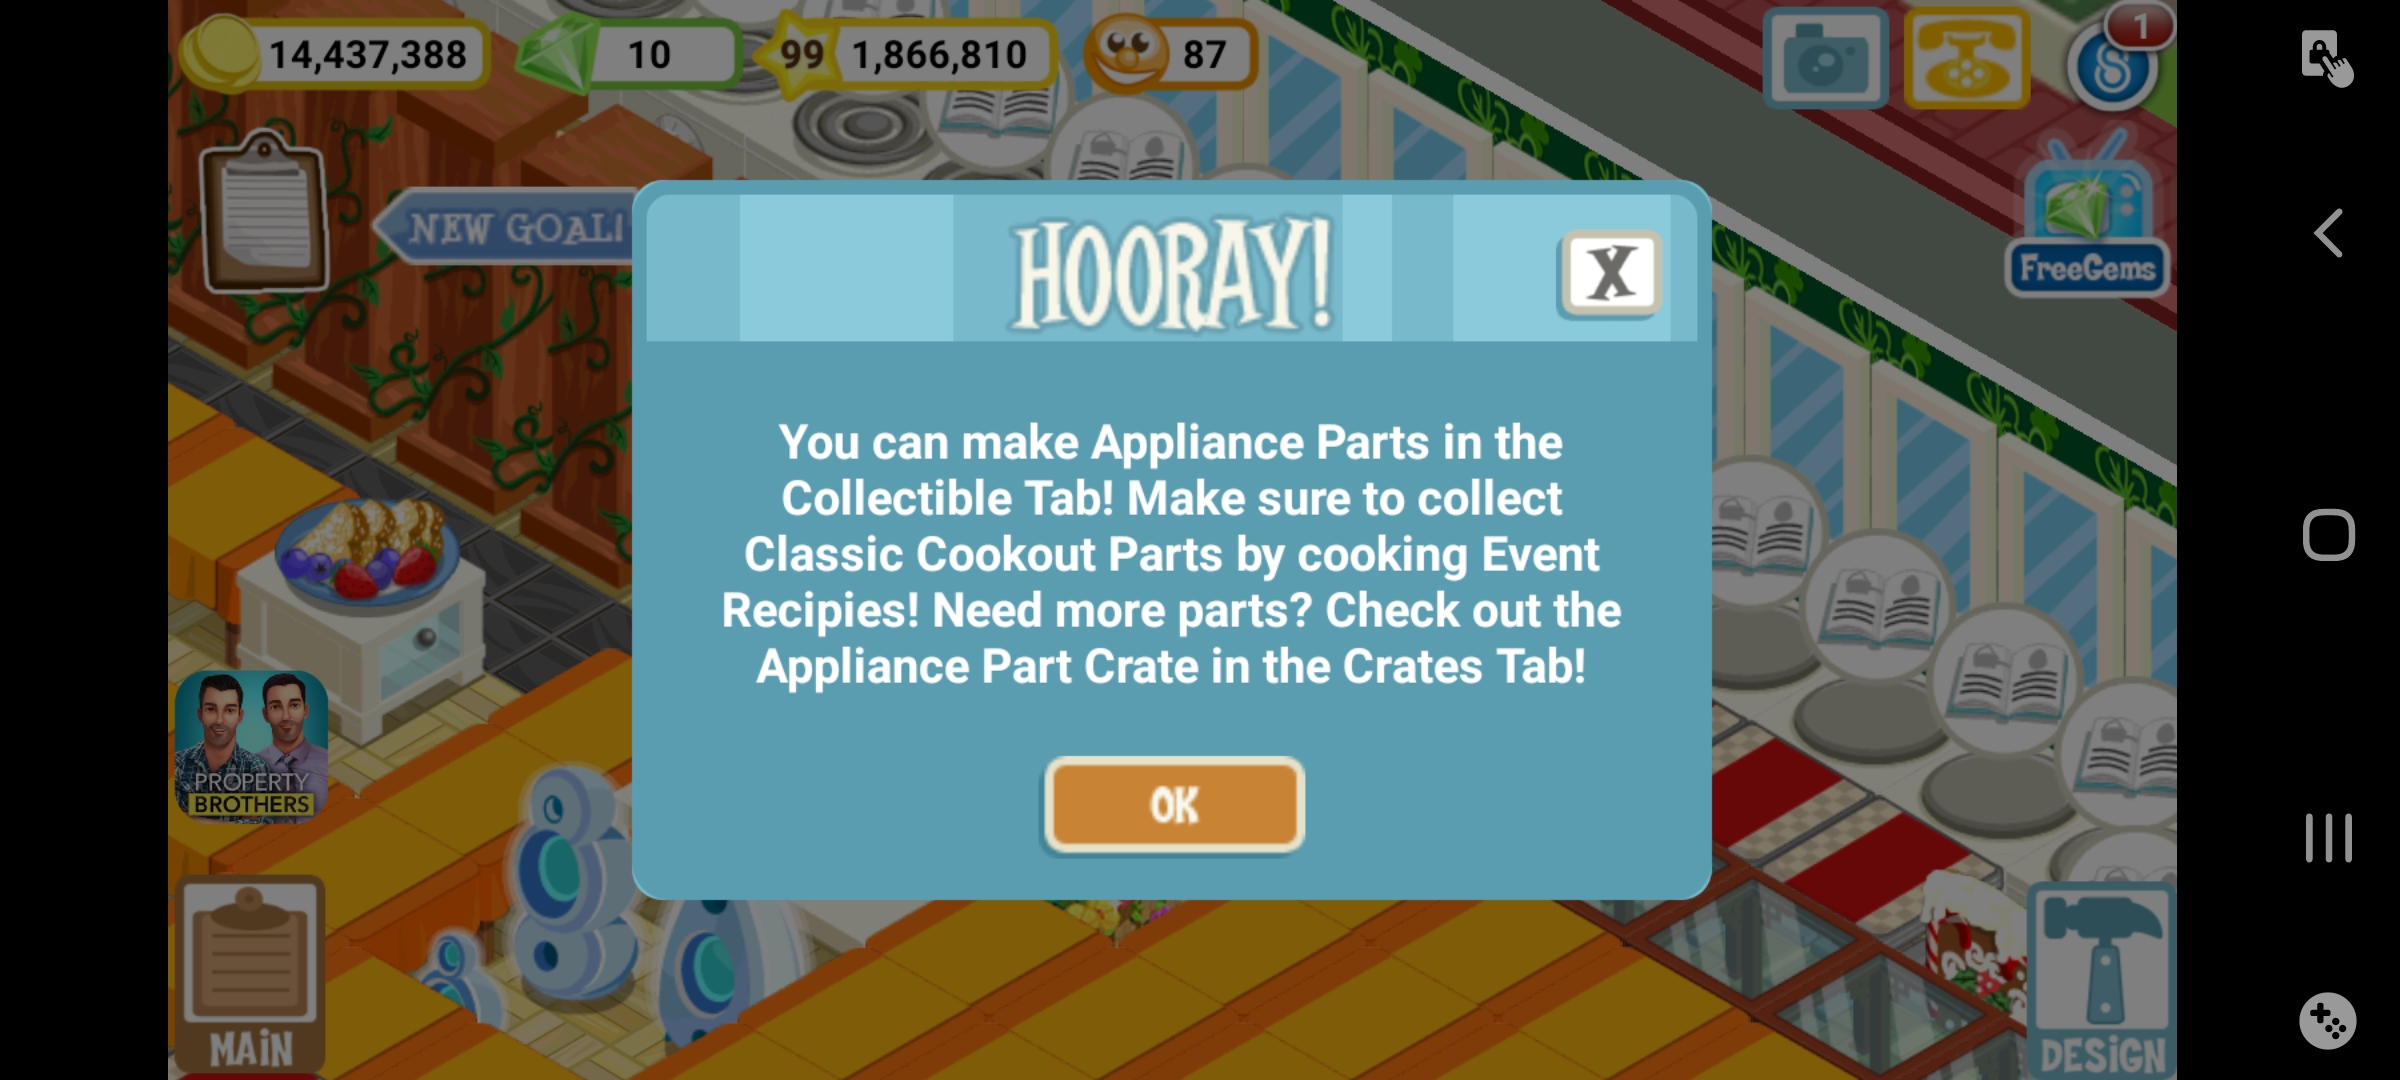 14,437,388
10
99
1,866,810
87
1
NEW GOAL!
HOORAY!
X
FreeGems
You can make Appliance Parts in the
Collectible Tab! Make sure to collect
Classic Cookout Parts by cooking Event
Recipies! Need more parts? Check out the
Appliance Part Crate in the Crates Tab!
OK
PROPERTY
BROTHERS
MAiN
DESiGN